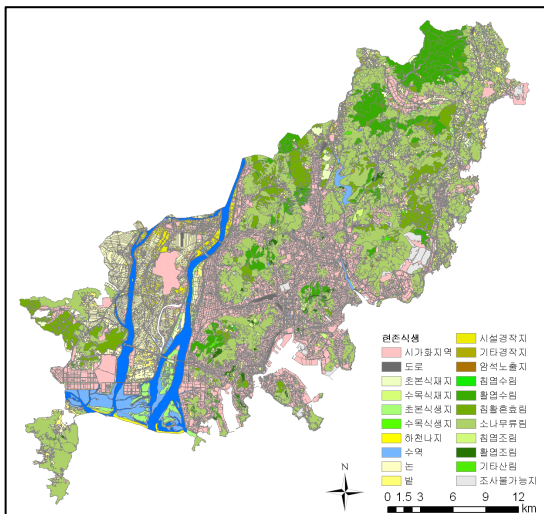 현존식생
시가화지역
도로
초본식재지
수목식재지
초본식생지
수목식생지
하천나지
수역
논
밭
시설경작지
기타경작지
암석노출지
침엽수림
활엽수림
침활혼효림
소나무류림
침엽조림
활엽조림
기타산림
조사불가능지
N
0 1.5 3 6 9 12
km